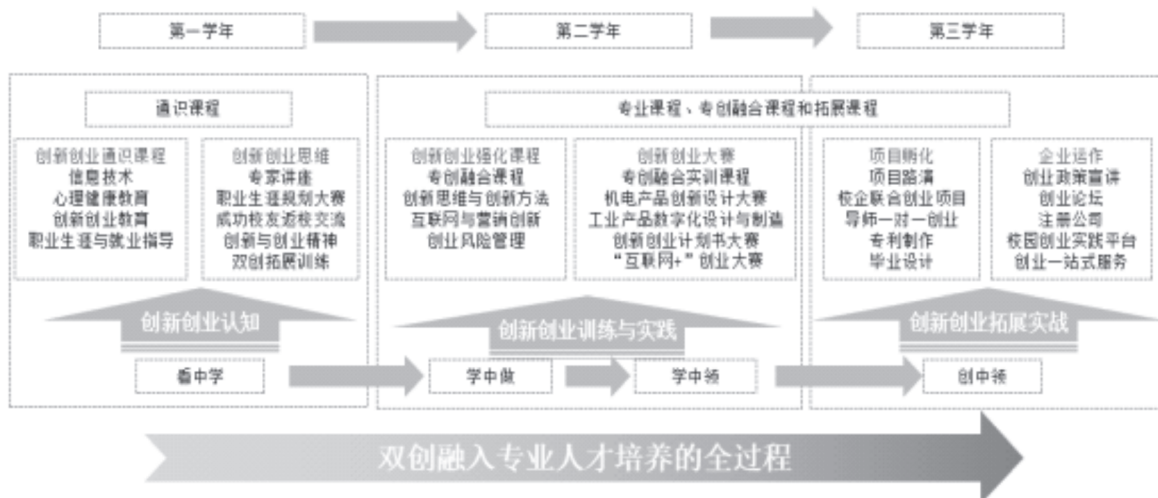 第一学年
第二学年
第三学年
通识课程
专业课程、专创融合课程和拓展课程
创新创业通识课程
信息技术
心理健康教育
创新创业教育
职业生涯与就业指导
创新创业思维
专家讲座
职业生涯规划大赛
成功校友返校交流
创新与创业精神
双创拓展训练
创新创业强化课程
专创融合课程
创新思维与创新方法
互联网与营销创新
创业风险管理
创新创业大赛
专创融合实训课程
机电产品创新设计大赛
工业产品数字化设计与制造
创新创业计划书大赛
“互联网+”创业大赛
项目孵化
项目路演
校企联合创业项目
导师一对一创业
专利制作
毕业设计
企业运作
创业政策宣讲
创业论坛
注册公司
校园创业实践平台
创业一站式服务
创新创业认知
创新创业训练与实践
创新创业拓展实战
看中学
学中做
学中领
创中领
双创融入专业人才培养的全过程